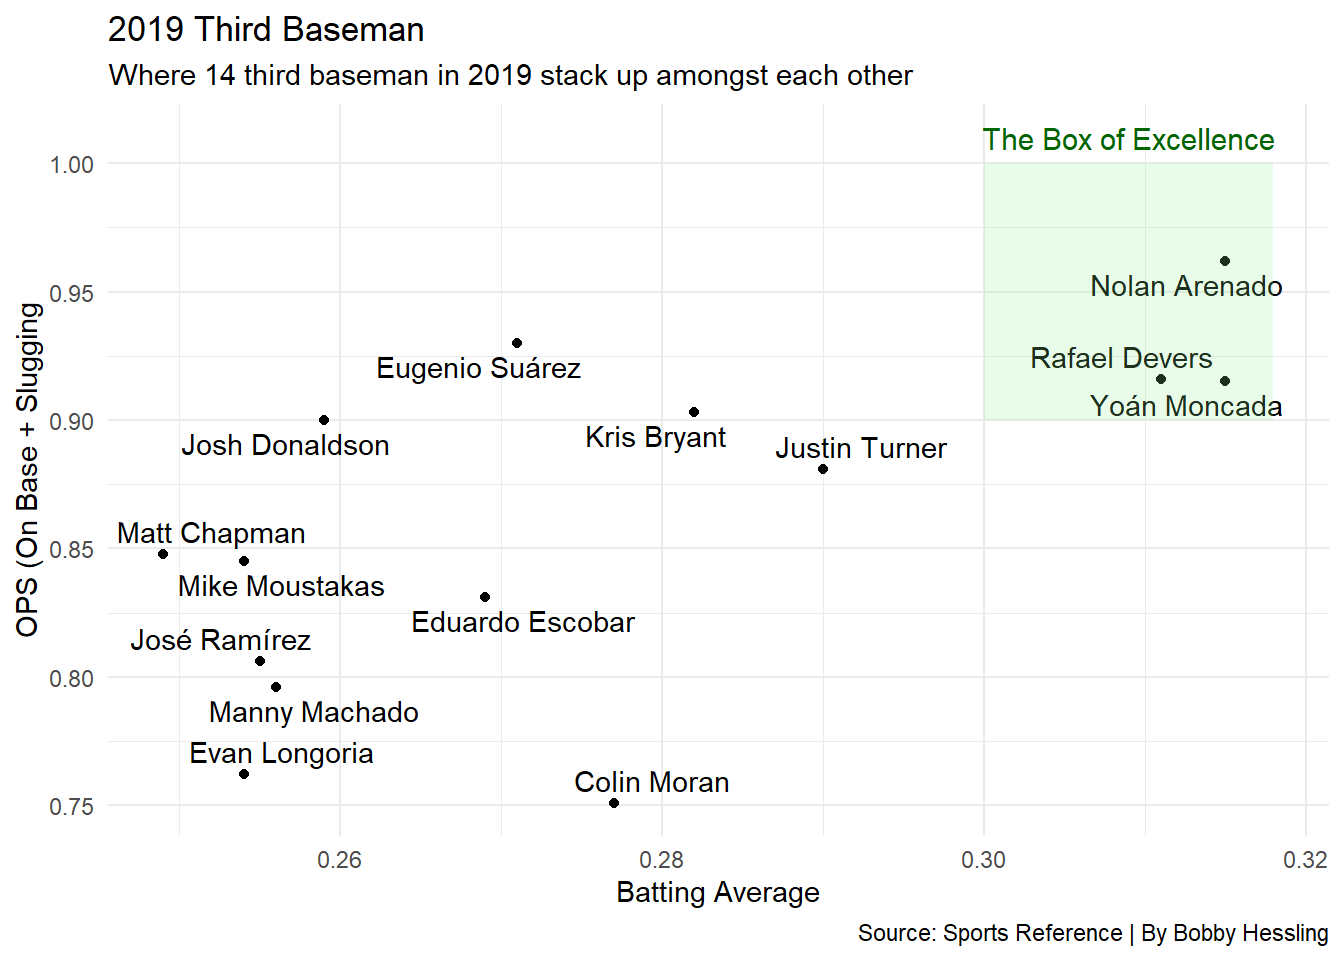 2019 Third Baseman
Where 14 third baseman in 2019 stack up amongst each other
The Box of Excellence
1.00
Nolan Arenado
0.95
Rafael Devers
Eugenio Suárez
Yoán Moncada
0.90
Kris Bryant
Josh Donaldson
Justin Turner
Matt Chapman
0.85
Mike Moustakas
Eduardo Escobar
José Ramírez
0.80
Manny Machado
Evan Longoria
Colin Moran
0.75
OPS (On Base + Slugging
0.26
0.28
0.30
0.32
Batting Average
Source: Sports Reference | By Bobby Hessling